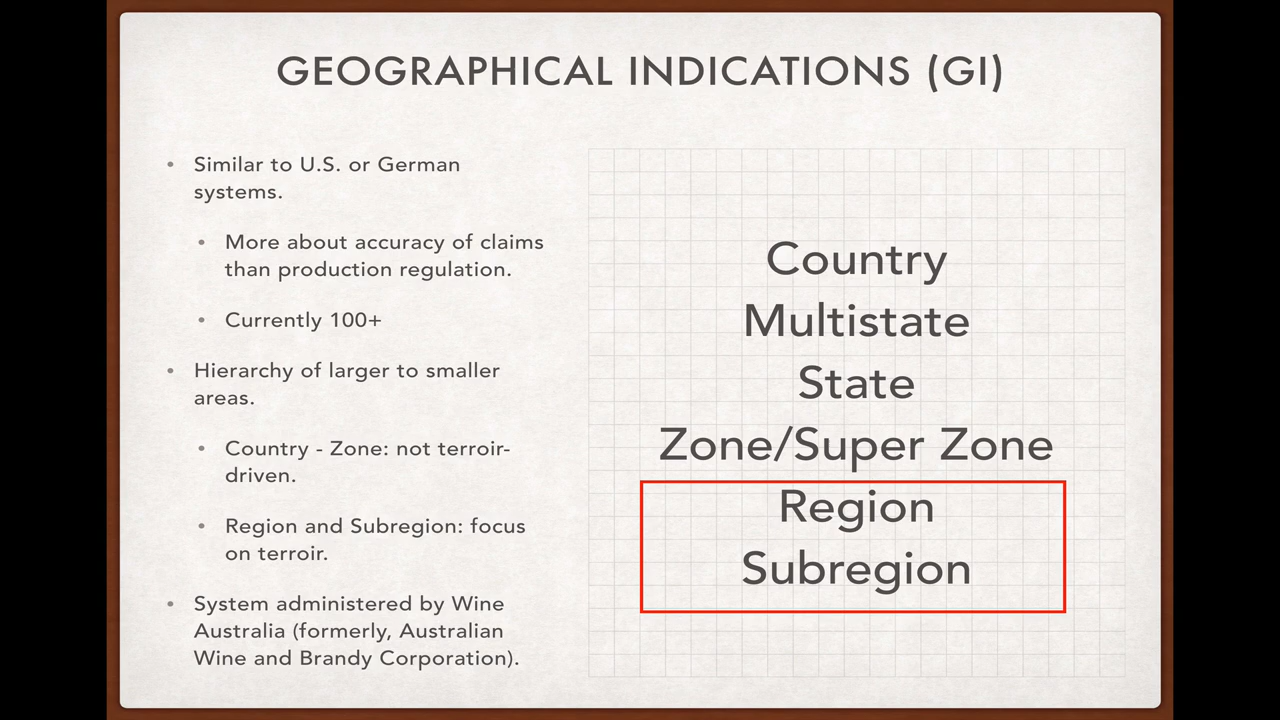 GEOGRAPHICAL INDICATIONS (GI)
• Similar to U.S. or German
systems.
• More about accuracy of claims
than production regulation.
• Currently 100+
• Hierarchy of larger to smaller
areas.
• Country - Zone: not terroir-
driven.
• Region and Subregion: focus
on terroir.
• System administered by Wine
Australia (formerly, Australian
Wine and Brandy Corporation).
Country
Multistate
State
Zone/Super Zone
Region
Subregion